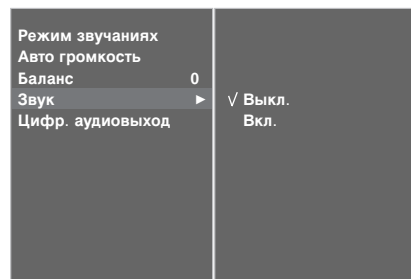 Режим звучаниях
Авто громкость
Баланс 0
Звук ►
Цифр. аудиовыход
√ Выкл.
Вкл.